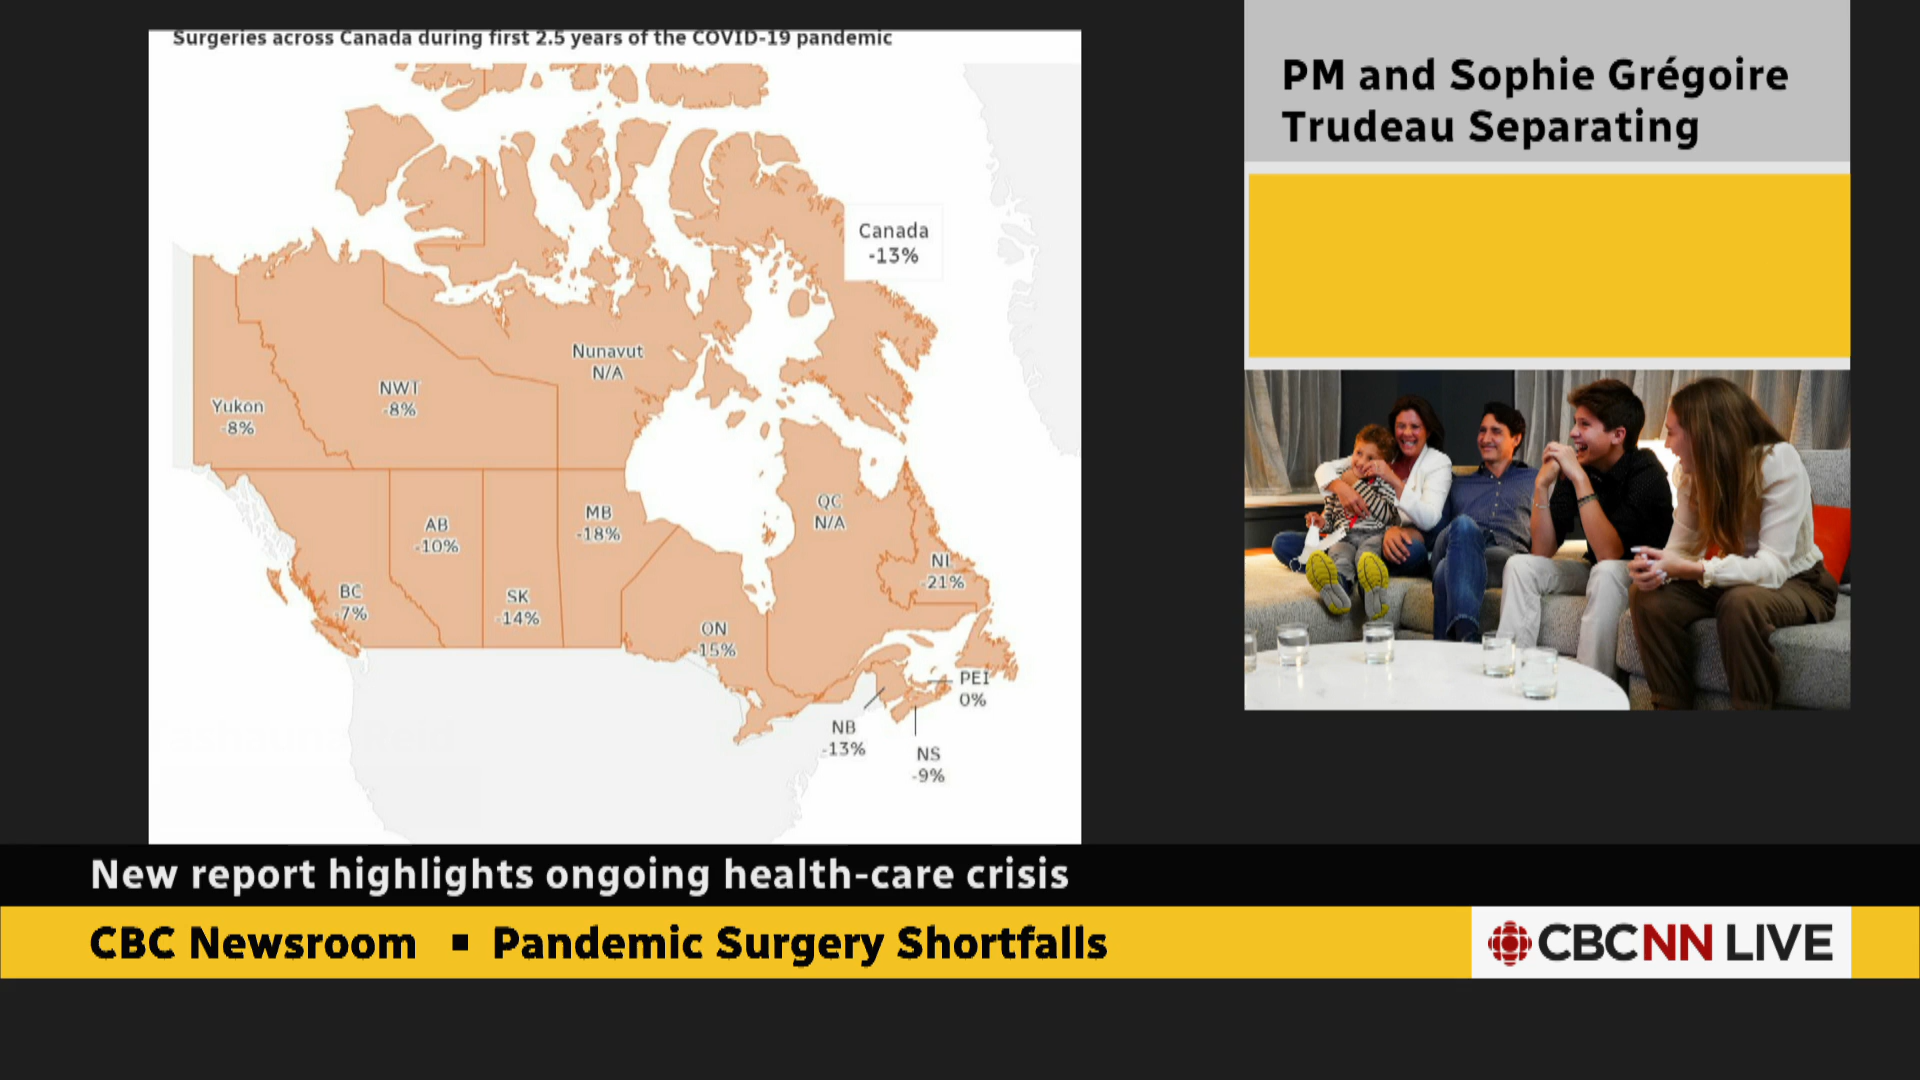 Surgeries across Canada during first 2.5 years of the COVID-19 pandemic
Canada
-13%
Nunavut
N/A
NWT
-8%
Yukon
-8%
QC
N/A
MB
-18%
AB
-10%
NL
-21%
BC
-7%
SK
-14%
ON
-15%
PEI
0%
NB
-13%
NS
-9%
PM and Sophie Grégoire
Trudeau Separating
New report highlights ongoing health-care crisis
CBC Newsroom ▪ Pandemic Surgery Shortfalls
CBCNN LIVE